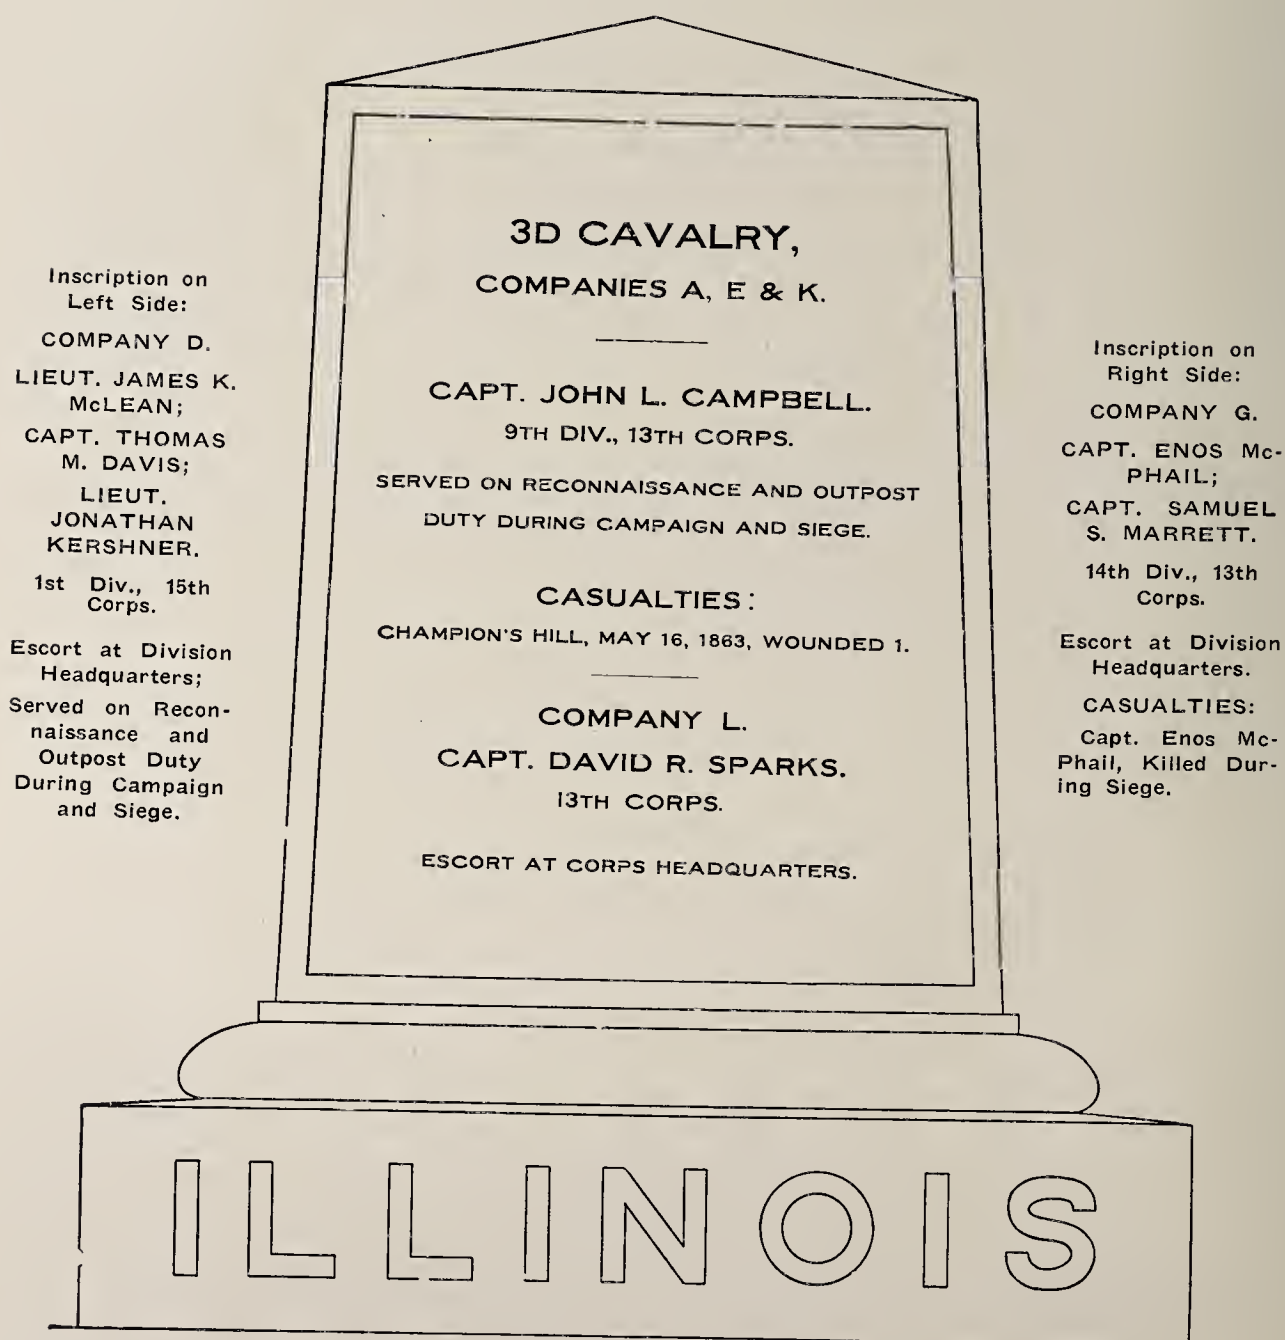 Inscription on
Left Side:
COMPANY D.
LIEUT. JAMES K.
McLEAN;
CAPT. THOMAS
M. DAVIS;
LIEUT.
JONATHAN
KERSHNER.
1st Div., 15th
Corps.
Escort at Division
Headquarters;
Served on Recon-
naissance and
Outpost Duty
During Campaign
and Siege.
3D CAVALRY,
COMPANIES A, E & K.
CAPT. JOHN L. CAMPBELL.
9TH DIV., 13TH CORPS.
SERVED ON RECONNAISSANCE AND OUTPOST
DUTY DURING CAMPAIGN AND SIEGE.
CASUALTIES:
CHAMPION'S HILL, MAY 16, 1863, WOUNDED 1.
COMPANY L.
CAPT. DAVID R. SPARKS.
13TH CORPS.
ESCORT AT CORPS HEADQUARTERS.
Inscription on
Right Side:
COMPANY G.
CAPT. ENOS Mc-
PHAIL;
CAPT. SAMUEL
S. MARRETT.
14th Div., 13th
Corps.
Escort at Division
Headquarters.
CASUALTIES:
Capt. Enos Mc-
Phail, Killed Dur-
ing Siege.
ILLINOIS